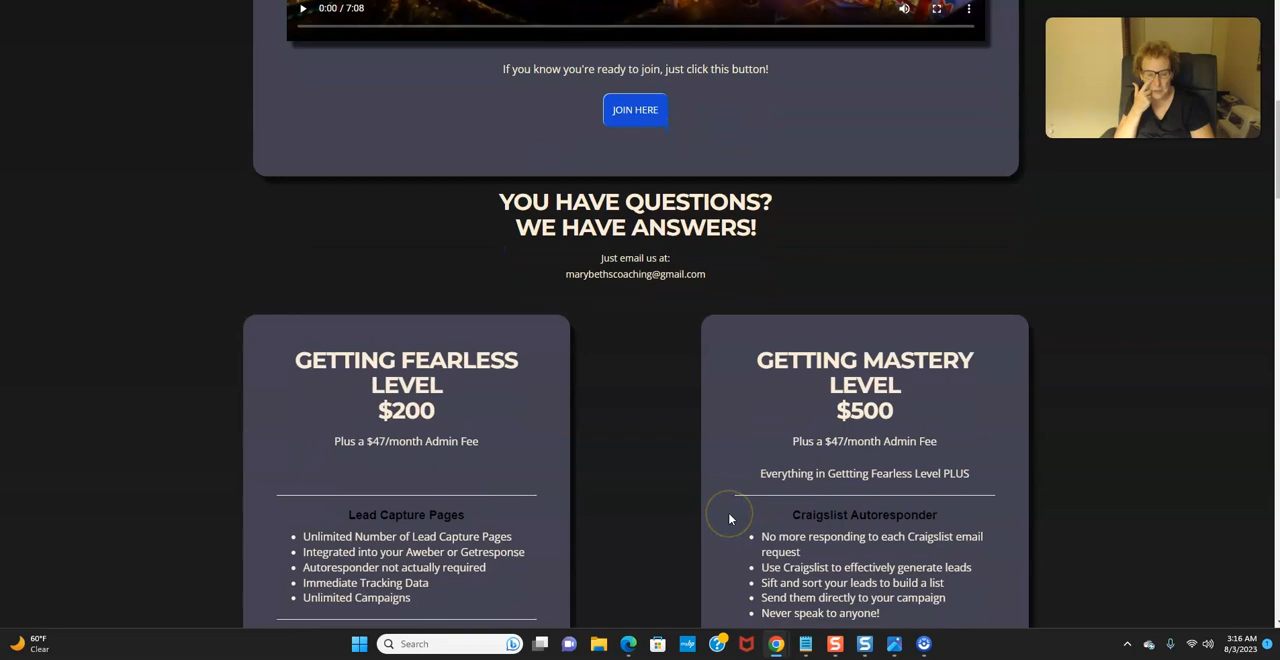 0:00 / 7:08
If you know you're ready to join, just click this button!
JOIN HERE
YOU HAVE QUESTIONS?
WE HAVE ANSWERS!
Just email us at:
marybethscoaching@gmail.com
GETTING FEARLESS
LEVEL
$200
Plus a $47/month Admin Fee
Lead Capture Pages
Unlimited Number of Lead Capture Pages
Integrated into your Aweber or Getresponse
Autoresponder not actually required
Immediate Tracking Data
Unlimited Campaigns
GETTING MASTERY
LEVEL
$500
Plus a $47/month Admin Fee
Everything in Gettting Fearless Level PLUS
Craigslist Autoresponder
No more responding to each Craigslist email
request
Use Craigslist to effectively generate leads
Sift and sort your leads to build a list
Send them directly to your campaign
Never speak to anyone!
60°F
Clear
Search
3:16 AM
8/3/2023